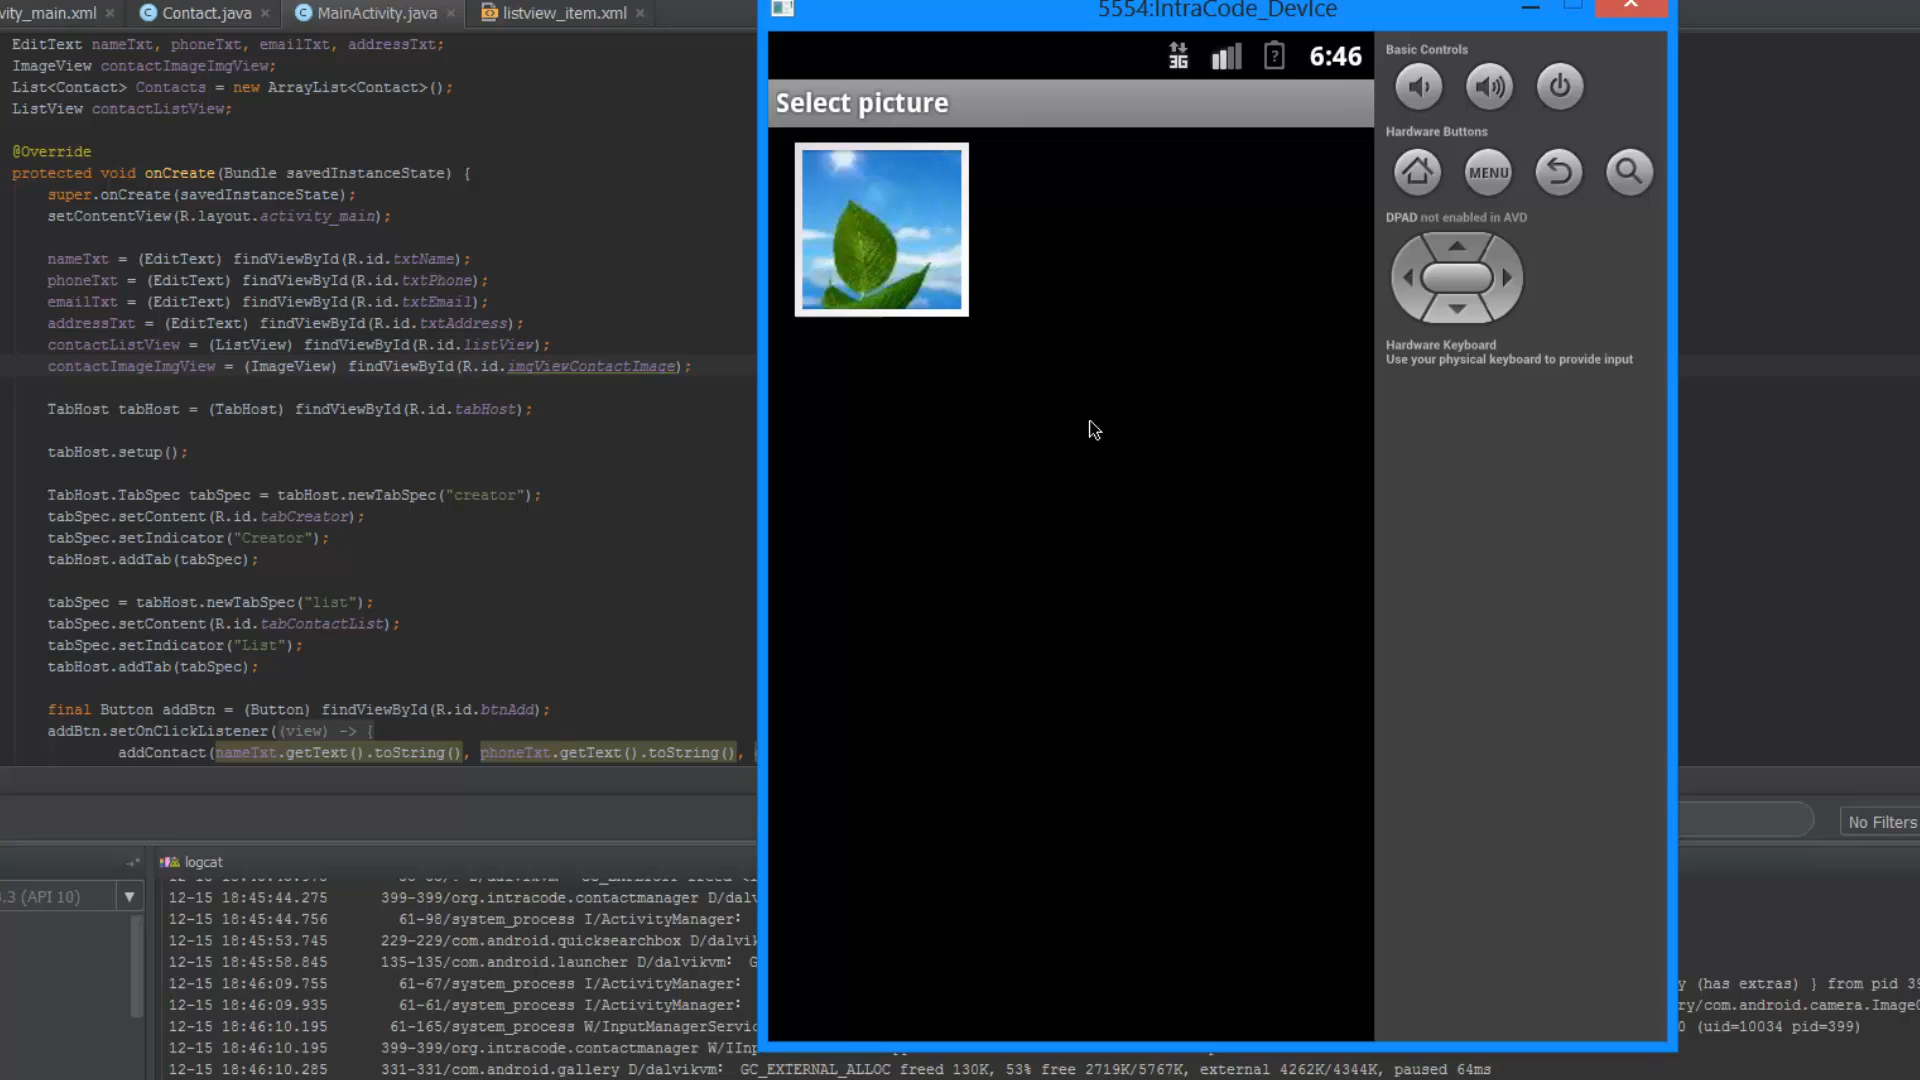 vity_main.xml Contact.java MainActivity.java listview_item.xml
EditText nameTxt, phoneTxt, emailTxt, addressTxt;
ImageView contactImageImgView;
List<Contact> Contacts = new ArrayList<Contact>();
ListView contactListView;
@Override
protected void onCreate(Bundle savedInstanceState) {
super.onCreate(savedInstanceState);
setContentView(R.layout.activity_main);
nameTxt = (EditText) findViewById(R.id.txtName);
phoneTxt = (EditText) findViewById(R.id.txtPhone);
emailTxt = (EditText) findViewById(R.id.txtEmail);
addressTxt = (EditText) findViewById(R.id.txtAddress);
contactListView = (ListView) findViewById(R.id.listView);
contactImageImgView = (ImageView) findViewById(R.id.imgViewContactImage);
TabHost tabHost = (TabHost) findViewById(R.id.tabHost);
tabHost.setup();
TabHost.TabSpec tabSpec = tabHost.newTabSpec("creator");
tabSpec.setContent(R.id.tabCreator);
tabSpec.setIndicator("Creator");
tabHost.addTab(tabSpec);
tabSpec = tabHost.newTabSpec("list");
tabSpec.setContent(R.id.tabContactList);
tabSpec.setIndicator("List");
tabHost.addTab(tabSpec);
final Button addBtn = (Button) findViewById(R.id.btnAdd);
addBtn.setOnClickListener((view) -> {
addContact(nameTxt.getText().toString(), phoneTxt.getText().toString(),
5554:IntraCode_DevIce
3G 6:46
Select picture
Basic Controls
Hardware Buttons
MENU
DPAD not enabled in AVD
Hardware Keyboard
Use your physical keyboard to provide input
No Filters
logcat
.3 (API 10)
12-15 18:45:44.275 399-399/org.intracode.contactmanager D/dalv
12-15 18:45:44.756 61-98/system_process I/ActivityManager:
12-15 18:45:53.745 229-229/com.android.quicksearchbox D/dalvik
12-15 18:45:58.845 135-135/com.android.launcher D/dalvikvm: G
12-15 18:46:09.755 61-67/system_process I/ActivityManager: y (has extras) } from pid 39
12-15 18:46:09.935 61-61/system_process I/ActivityManager: ry/com.android.camera.ImageG
12-15 18:46:10.195 61-165/system_process W/InputManagerServic 0 (uid=10034 pid=399)
12-15 18:46:10.195 399-399/org.intracode.contactmanager W/IInp
12-15 18:46:10.285 331-331/com.android.gallery D/dalvikvm: GC_EXTERNAL_ALLOC freed 130K, 53% free 2719K/5767K, external 4262K/4344K, paused 64ms